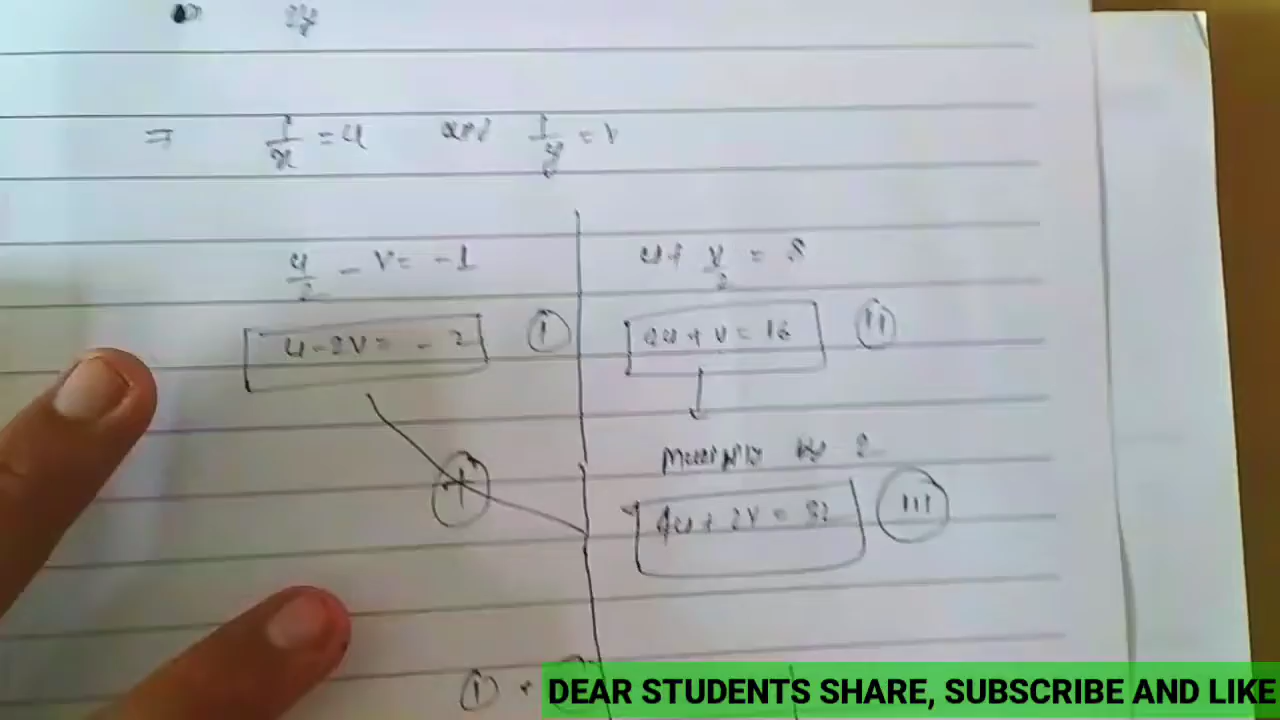 ⇒ 1/x = u and 1/y = v
u/2 - v = -1
u - 2v = -2 (I)
u + v/2 = 8
2u + v = 16 (II)
Multiply by 2
4u + 2v = 32 (III)
+
(I) +
DEAR STUDENTS SHARE, SUBSCRIBE AND LIKE